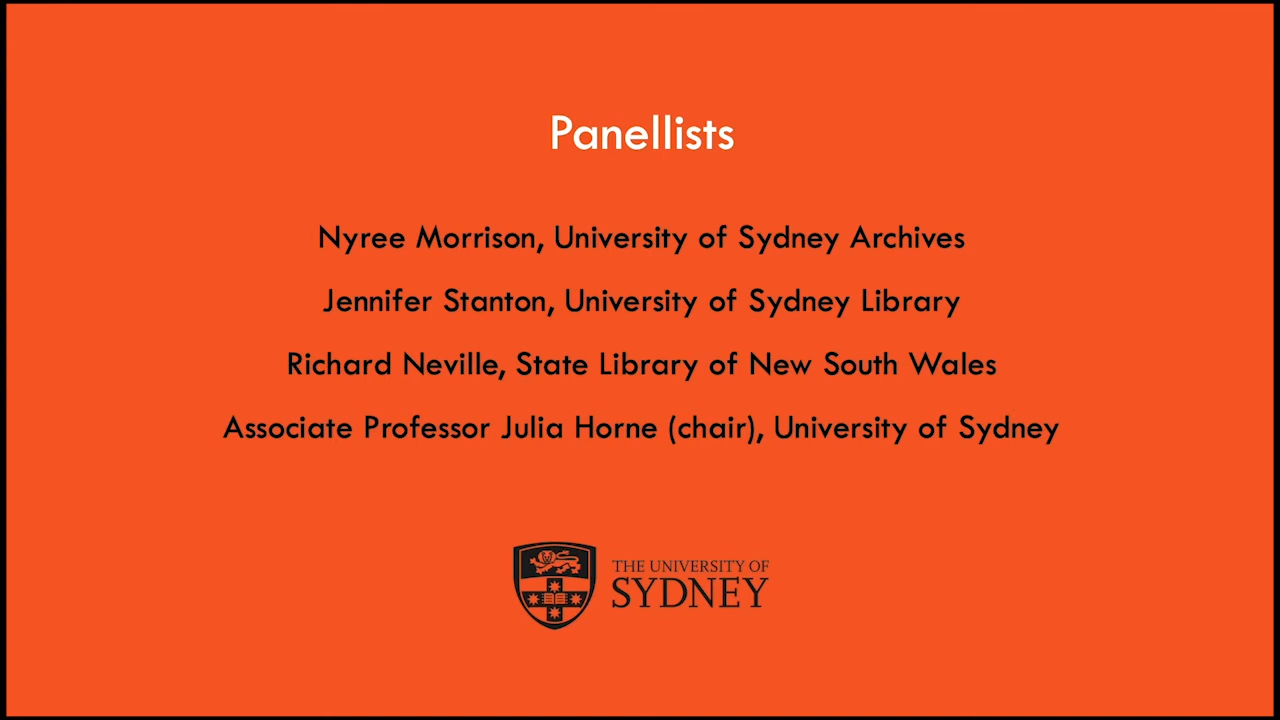 Panellists
Nyree Morrison, University of Sydney Archives
Jennifer Stanton, University of Sydney Library
Richard Neville, State Library of New South Wales
Associate Professor Julia Horne (chair), University of Sydney
THE UNIVERSITY OF
SYDNEY